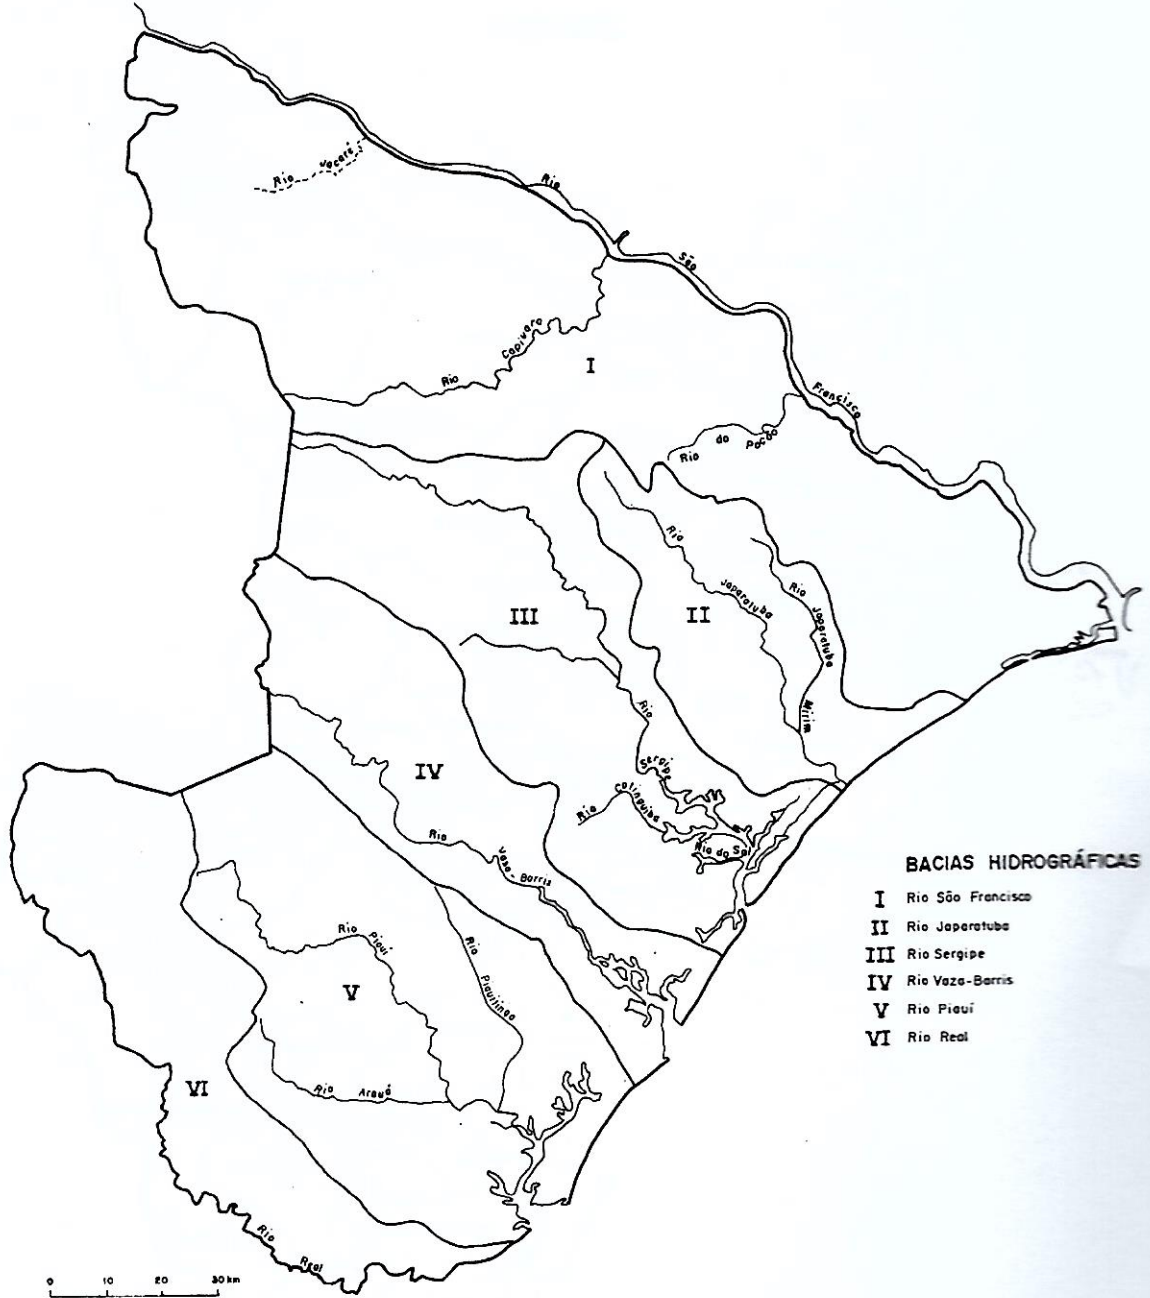 Rio Jacaré
Rio São Francisco
Rio Capivara
I
Rio do Poção
Rio Japaratuba
Rio Japaratuba Mirim
II
III
Rio Sergipe
Rio Cotinguiba
Rio do Sal
IV
Rio Vaza-Barris
Rio Piauí
Rio Piauitinga
V
Rio Arauá
VI
Rio Real
BACIAS HIDROGRÁFICAS
I Rio São Francisco
II Rio Japaratuba
III Rio Sergipe
IV Rio Vaza-Barris
V Rio Piauí
VI Rio Real
0 10 20 30 km